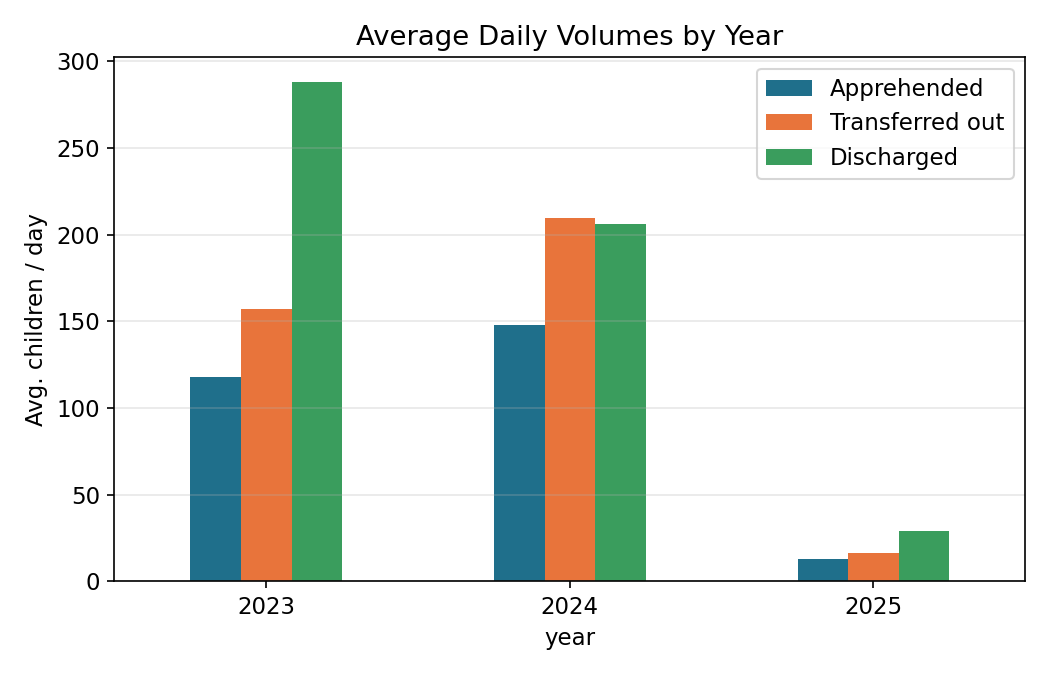 Average Daily Volumes by Year
300
250
200
150
100
50
0
Avg. children / day
Apprehended
Transferred out
Discharged
2023
2024
2025
year